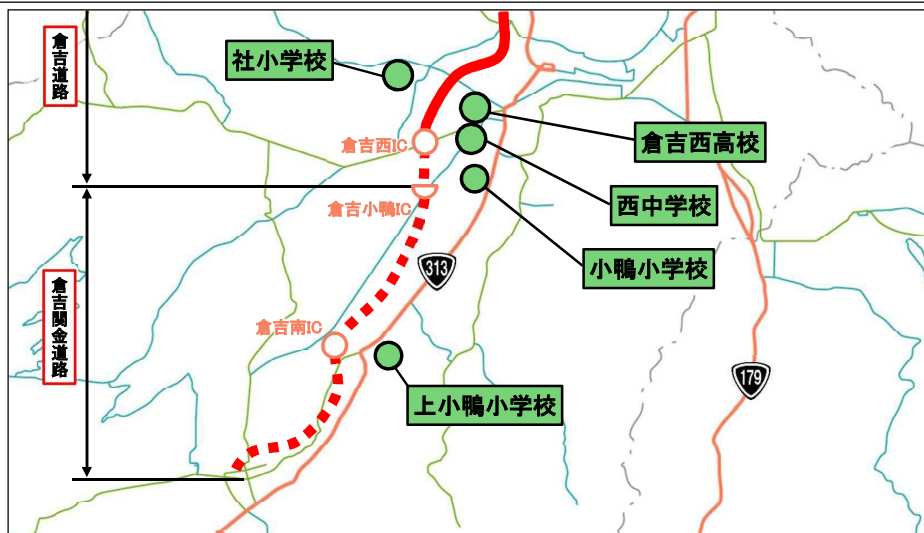 倉吉道路
社小学校
倉吉西高校
倉吉西IC
西中学校
倉吉小鴨IC
小鴨小学校
313
倉吉関金道路
倉吉南IC
179
上小鴨小学校